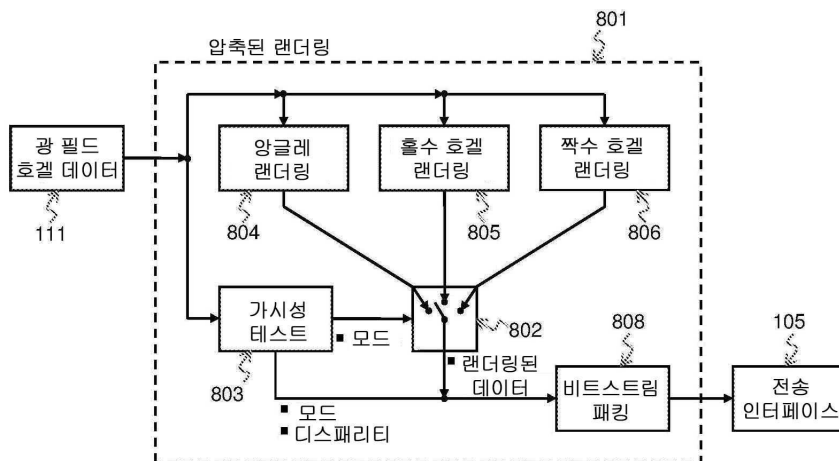 압축된 랜더링
801
광 필드
호겔 데이터
111
앙글레
랜더링
804
홀수 호겔
랜더링
805
짝수 호겔
랜더링
806
가시성
테스트
803
■ 모드
802
■ 랜더링된
데이터
■ 모드
■ 디스패리티
808
비트스트림
패킹
105
전송
인터페이스